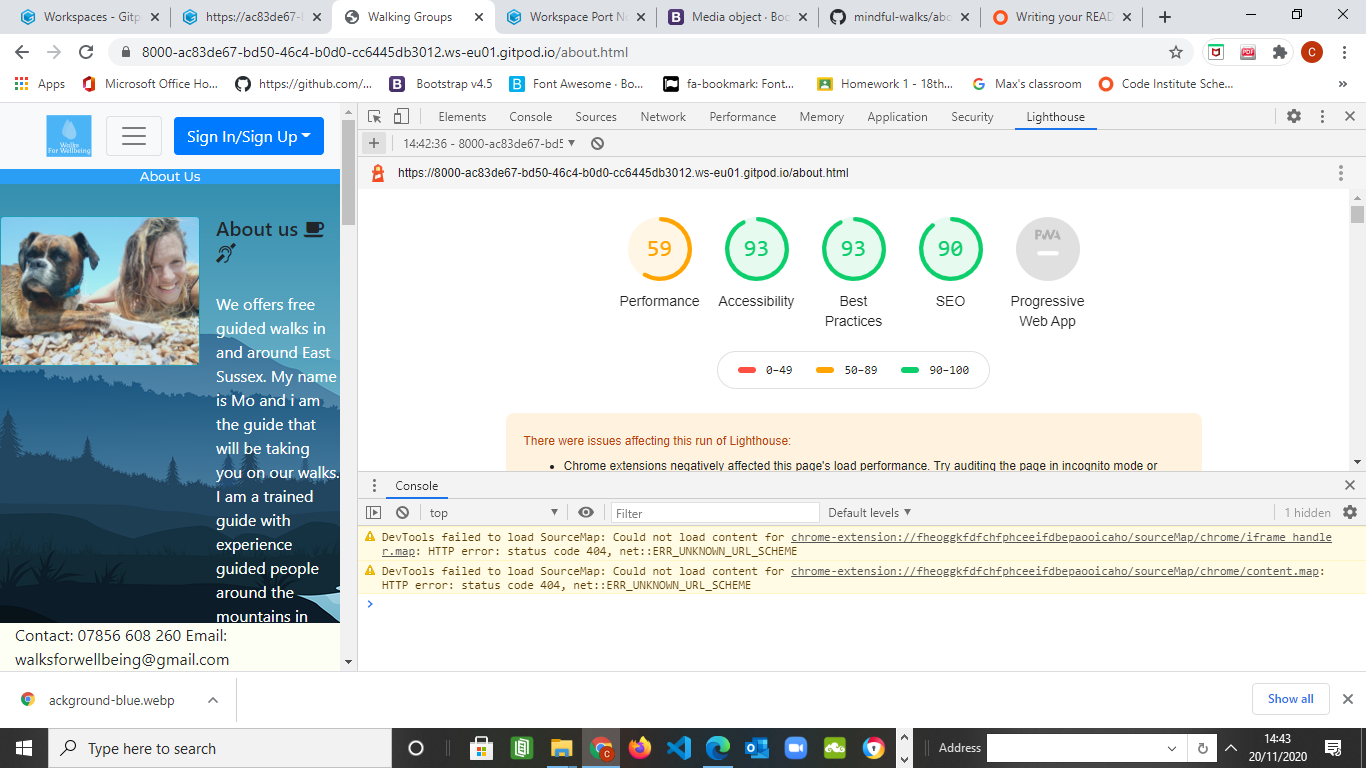 Workspaces - Gitp
https://ac83de67-b
Walking Groups
Workspace Port Nu
Media object · Boo
mindful-walks/abo
Writing your READ
8000-ac83de67-bd50-46c4-b0d0-cc6445db3012.ws-eu01.gitpod.io/about.html
C
Apps
Microsoft Office Ho...
https://github.com/...
Bootstrap v4.5
Font Awesome · Bo...
fa-bookmark: Font...
Homework 1 - 18th...
Max's classroom
Code Institute Sche...
»
Walks
For Wellbeing
Sign In/Sign Up
About Us
About us
We offers free
guided walks in
and around East
Sussex. My name
is Mo and i am
the guide that
will be taking
you on our walks.
I am a trained
guide with
experience
guided people
around the
mountains in
Contact: 07856 608 260 Email:
walksforwellbeing@gmail.com
Elements
Console
Sources
Network
Performance
Memory
Application
Security
Lighthouse
14:42:36 - 8000-ac83de67-bd5
https://8000-ac83de67-bd50-46c4-b0d0-cc6445db3012.ws-eu01.gitpod.io/about.html
59
Performance
93
Accessibility
93
Best
Practices
90
SEO
PWA
Progressive
Web App
0–49
50–89
90–100
There were issues affecting this run of Lighthouse:
• Chrome extensions negatively affected this page's load performance. Try auditing the page in incognito mode or
Console
top
Filter
Default levels
1 hidden
DevTools failed to load SourceMap: Could not load content for chrome-extension://fheoggkfdfchfphceeifdbepaooicaho/sourceMap/chrome/iframe_handle
r.map: HTTP error: status code 404, net::ERR_UNKNOWN_URL_SCHEME
DevTools failed to load SourceMap: Could not load content for chrome-extension://fheoggkfdfchfphceeifdbepaooicaho/sourceMap/chrome/content.map:
HTTP error: status code 404, net::ERR_UNKNOWN_URL_SCHEME
ackground-blue.webp
Show all
Type here to search
Address
14:43
20/11/2020